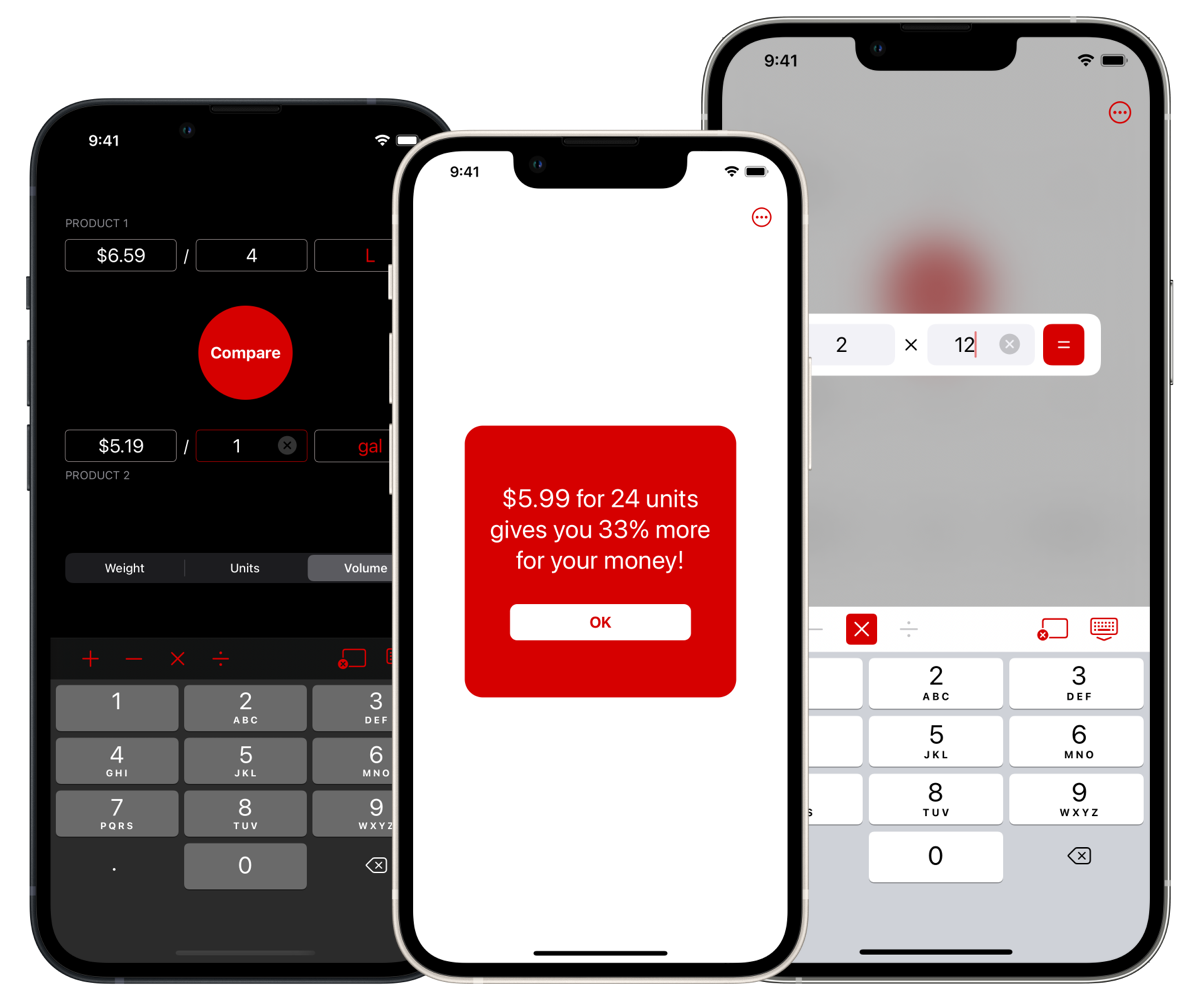 9:41
PRODUCT 1
$6.59 / 4 L
Compare
$5.19 / 1 gal
PRODUCT 2
Weight Units Volume
+ − × ÷
1
2 ABC
3 DEF
4 GHI
5 JKL
6 MNO
7 PQRS
8 TUV
9 WXYZ
. 0
9:41
$5.99 for 24 units
gives you 33% more
for your money!
OK
9:41
2 × 12 =
− × ÷
2 ABC
3 DEF
5 JKL
6 MNO
S
8 TUV
9 WXYZ
0